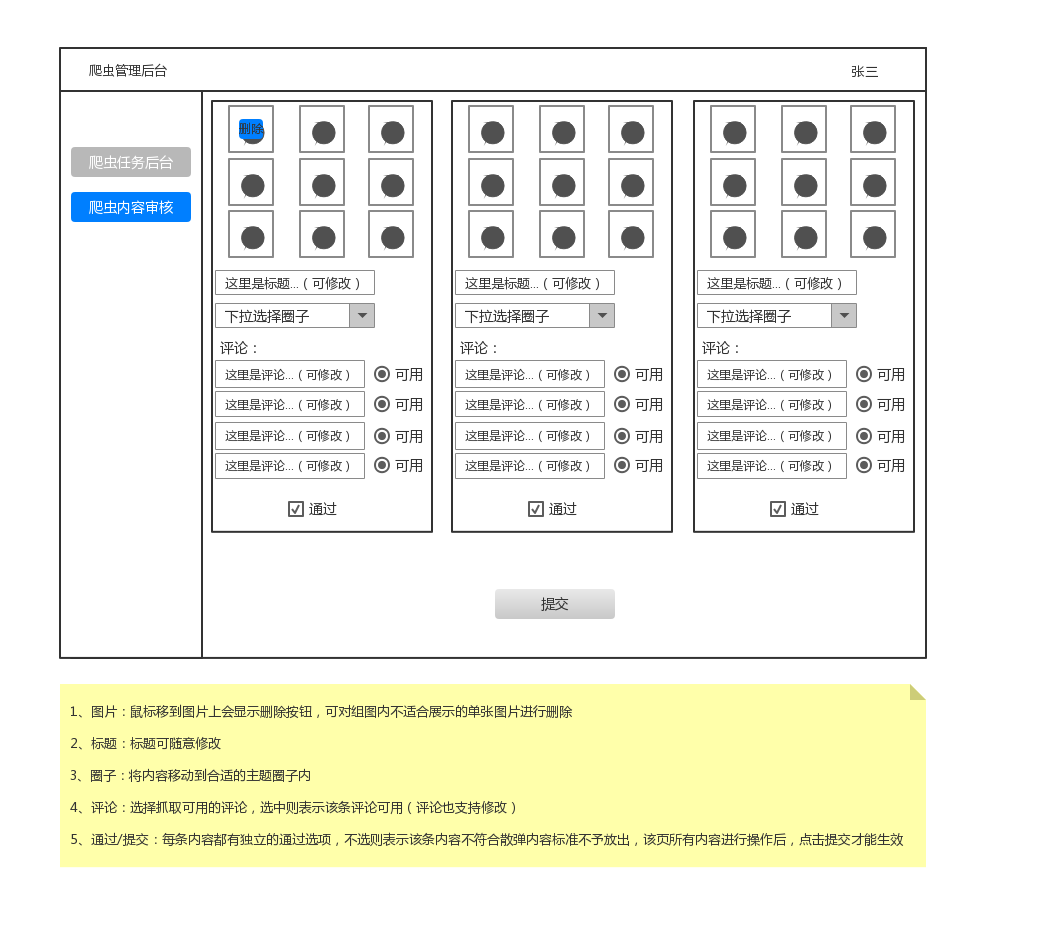 爬虫管理后台
张三
爬虫任务后台
爬虫内容审核
删除
这里是标题...（可修改）
下拉选择圈子
评论：
这里是评论...（可修改） 可用
这里是评论...（可修改） 可用
这里是评论...（可修改） 可用
这里是评论...（可修改） 可用
通过
这里是标题...（可修改）
下拉选择圈子
评论：
这里是评论...（可修改） 可用
这里是评论...（可修改） 可用
这里是评论...（可修改） 可用
这里是评论...（可修改） 可用
通过
这里是标题...（可修改）
下拉选择圈子
评论：
这里是评论...（可修改） 可用
这里是评论...（可修改） 可用
这里是评论...（可修改） 可用
这里是评论...（可修改） 可用
通过
提交
1、图片：鼠标移到图片上会显示删除按钮，可对组图内不适合展示的单张图片进行删除
2、标题：标题可随意修改
3、圈子：将内容移动到合适的主题圈子内
4、评论：选择抓取可用的评论，选中则表示该条评论可用（评论也支持修改）
5、通过/提交：每条内容都有独立的通过选项，不选则表示该条内容不符合散弹内容标准不予放出，该页所有内容进行操作后，点击提交才能生效